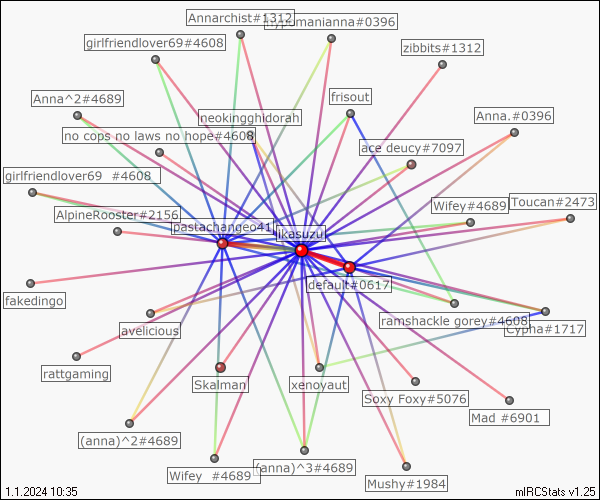 Annarchist#1312
hypomanianna#0396
girlfriendlover69#4608
zibbits#1312
Anna^2#4689
frisout
neokingghidorah
Anna.#0396
no cops no laws no hope#4608
ace deucy#7097
girlfriendlover69 #4608
Wifey#4689
Toucan#2473
AlpineRooster#2156
pastachangeo41
ikasuzu
default#0617
fakedingo
ramshackle gorey#4608
avelicious
Cypha#1717
rattgaming
Skalman
xenoyaut
Soxy Foxy#5076
Mad #6901
(anna)^2#4689
Wifey #4689
(anna)^3#4689
Mushy#1984
1.1.2024 10:35
mIRCStats v1.25